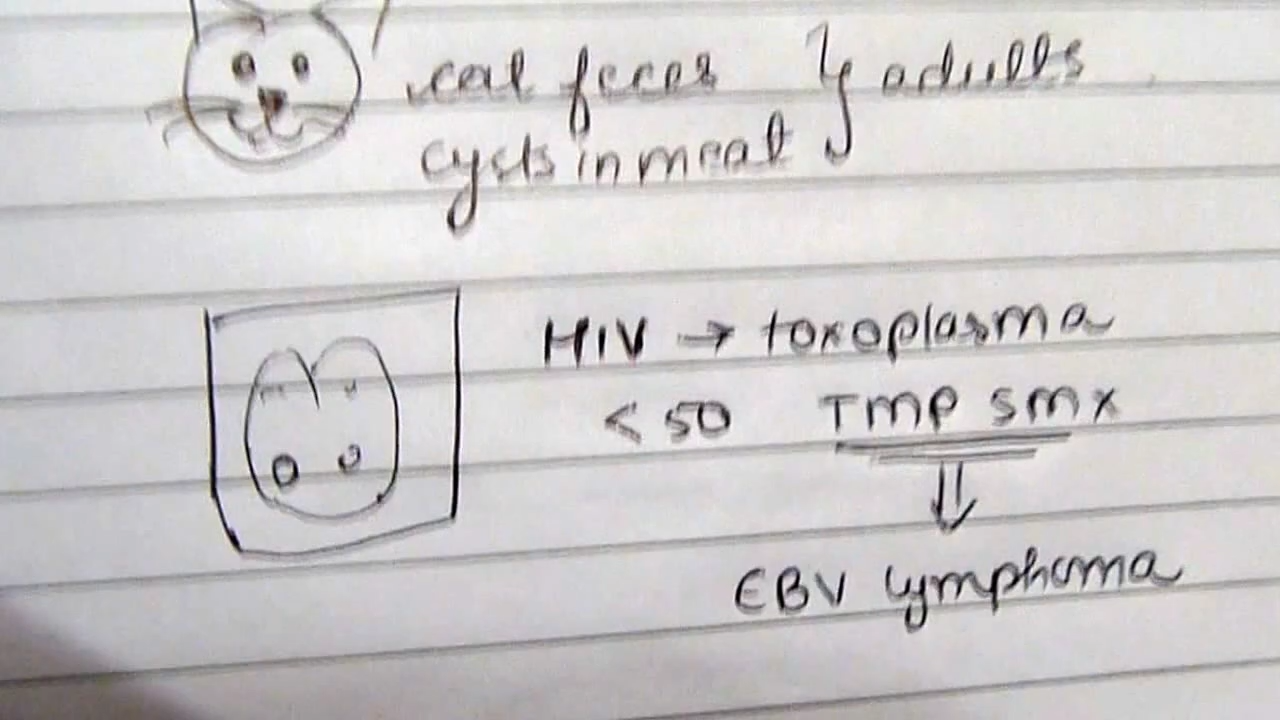 cat feces } adults
cysts in meat
HIV → toxoplasma
< 50 TMP SMX
⇓
EBV lymphoma